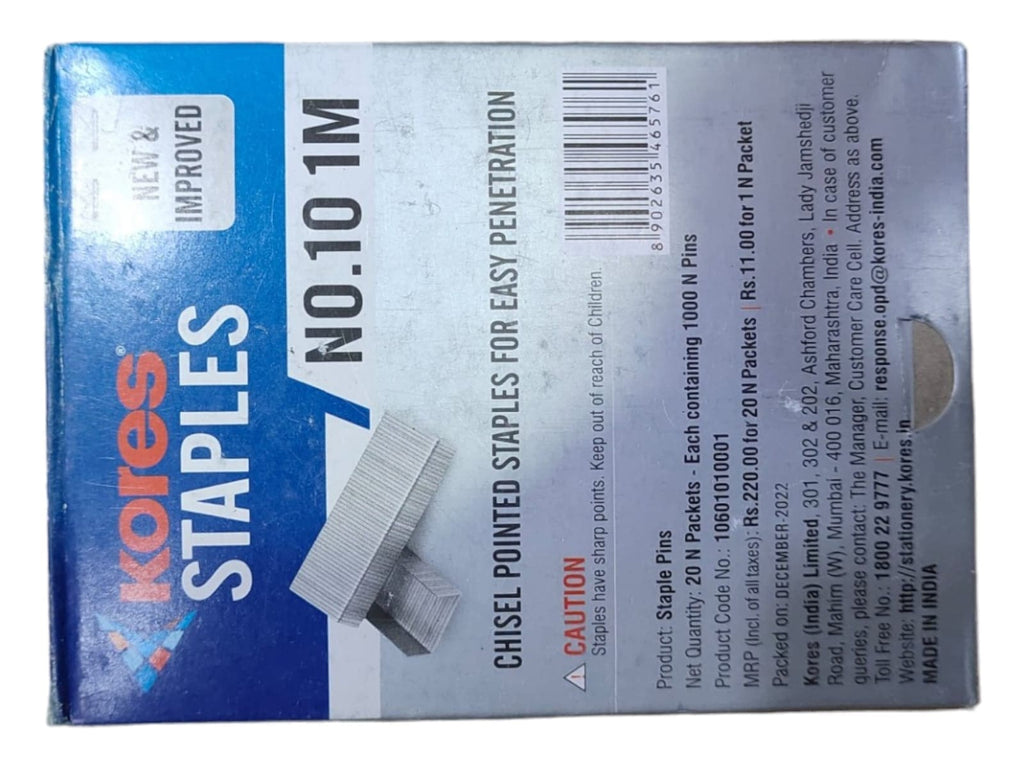 NEW &
IMPROVED
Kores®
STAPLES
NO.10 1M
CHISEL POINTED STAPLES FOR EASY PENETRATION
CAUTION
Staples have sharp points. Keep out of reach of Children.
8 902635 465761
Product: Staple Pins
Net Quantity: 20 N Packets - Each containing 1000 N Pins
Product Code No.: 10601010001
MRP (Incl. of all taxes): Rs.220.00 for 20 N Packets | Rs.11.00 for 1 N Packet
Packed on: DECEMBER-2022
Kores (India) Limited, 301, 302 & 202, Ashford Chambers, Lady Jamshedji
Road, Mahim (W), Mumbai - 400 016, Maharashtra, India • In case of customer
queries, please contact: The Manager, Customer Care Cell. Address as above.
Toll Free No.: 1800 22 9777 | E-mail: response.opd@kores-india.com
Website: http://stationery.kores.in
MADE IN INDIA